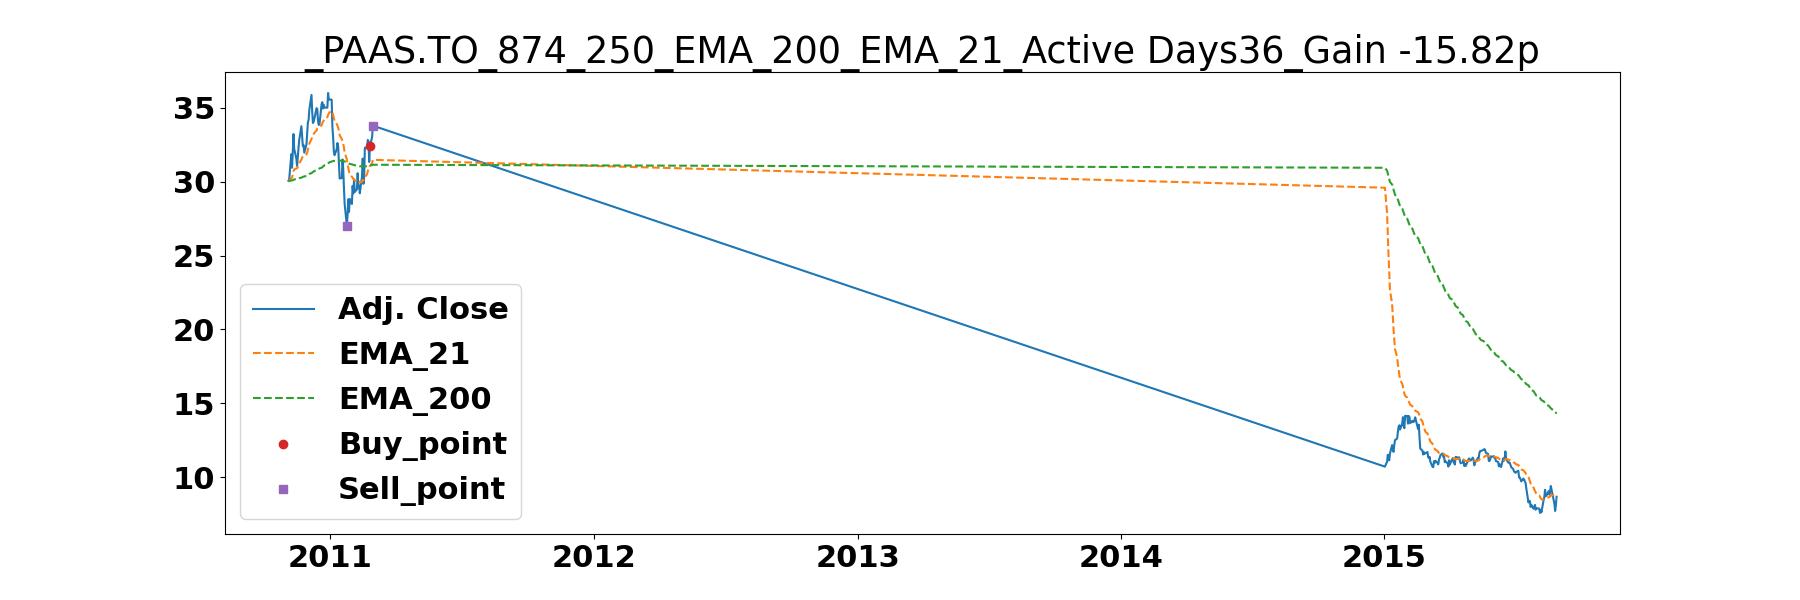 _PAAS.TO_874_250_EMA_200_EMA_21_Active Days36_Gain -15.82p
35
30
25
20
15
10
Adj. Close
EMA_21
EMA_200
Buy_point
Sell_point
2011 2012 2013 2014 2015